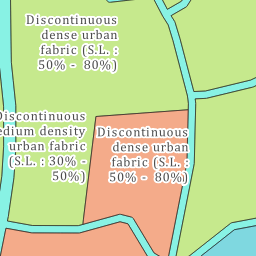 Discontinuous
dense urban
fabric (S.L. :
50% -  80%)
Discontinuous
edium density
urban fabric
(S.L. : 30% -
50%)
Discontinuous
dense urban
fabric (S.L. :
50% -  80%)